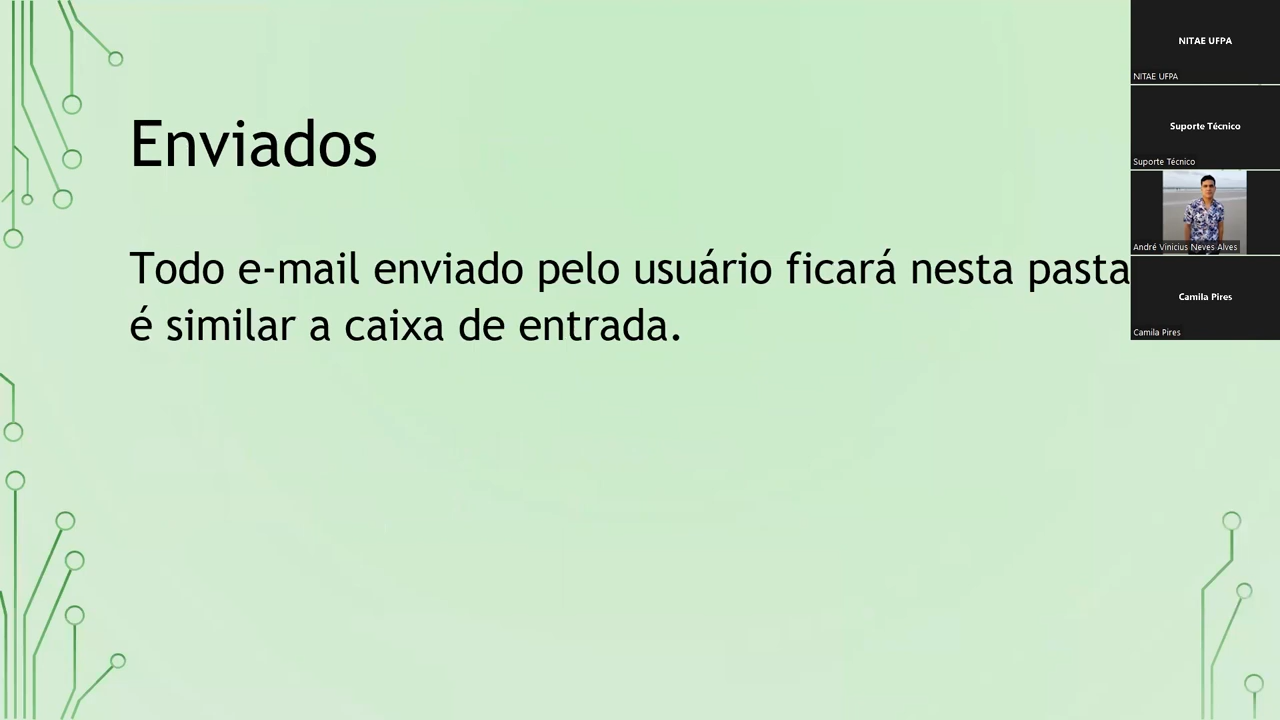 Enviados
Todo e-mail enviado pelo usuário ficará nesta pasta
é similar a caixa de entrada.
NITAE UFPA
NITAE UFPA
Suporte Técnico
Suporte Técnico
André Vinicius Neves Alves
Camila Pires
Camila Pires